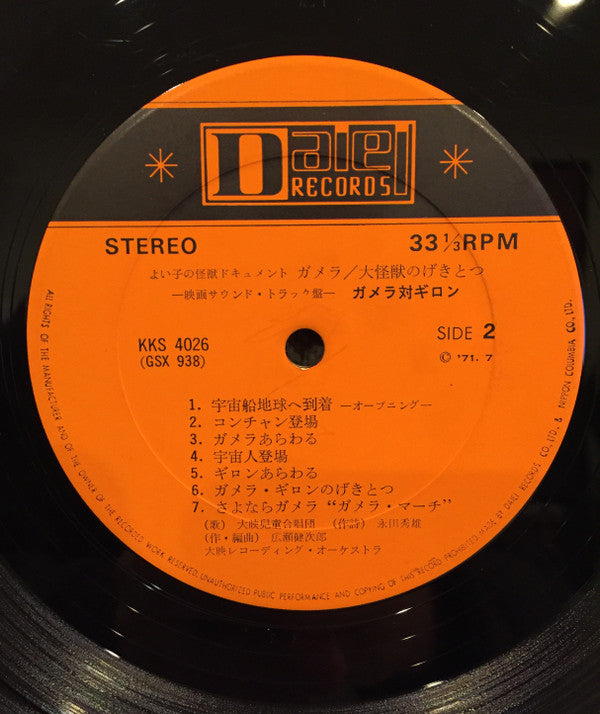 Daiei
RECORDS
STEREO
33 1/3 RPM
よい子の怪獣ドキュメント ガメラ/大怪獣のげきとつ
—映画サウンド・トラック盤— ガメラ対ギロン
KKS 4026
(GSX 938)
SIDE 2
© '71. 7
1. 宇宙船地球へ到着 —オープニング—
2. コンチャン登場
3. ガメラあらわる
4. 宇宙人登場
5. ギロンあらわる
6. ガメラ・ギロンのげきとつ
7. さよならガメラ “ガメラ・マーチ”
(歌) 大映児童合唱団 (作詩) 永田秀雄
(作・編曲) 広瀬健次郎
大映レコーディング・オーケストラ
ALL RIGHTS OF THE MANUFACTURER AND OF THE OWNER OF THE RECORDED WORK RESERVED. UNAUTHORIZED PUBLIC PERFORMANCE AND COPYING OF THIS RECORD PROHIBITED. MADE BY DAIEI RECORDS CO., LTD. & NIPPON COLUMBIA CO., LTD.